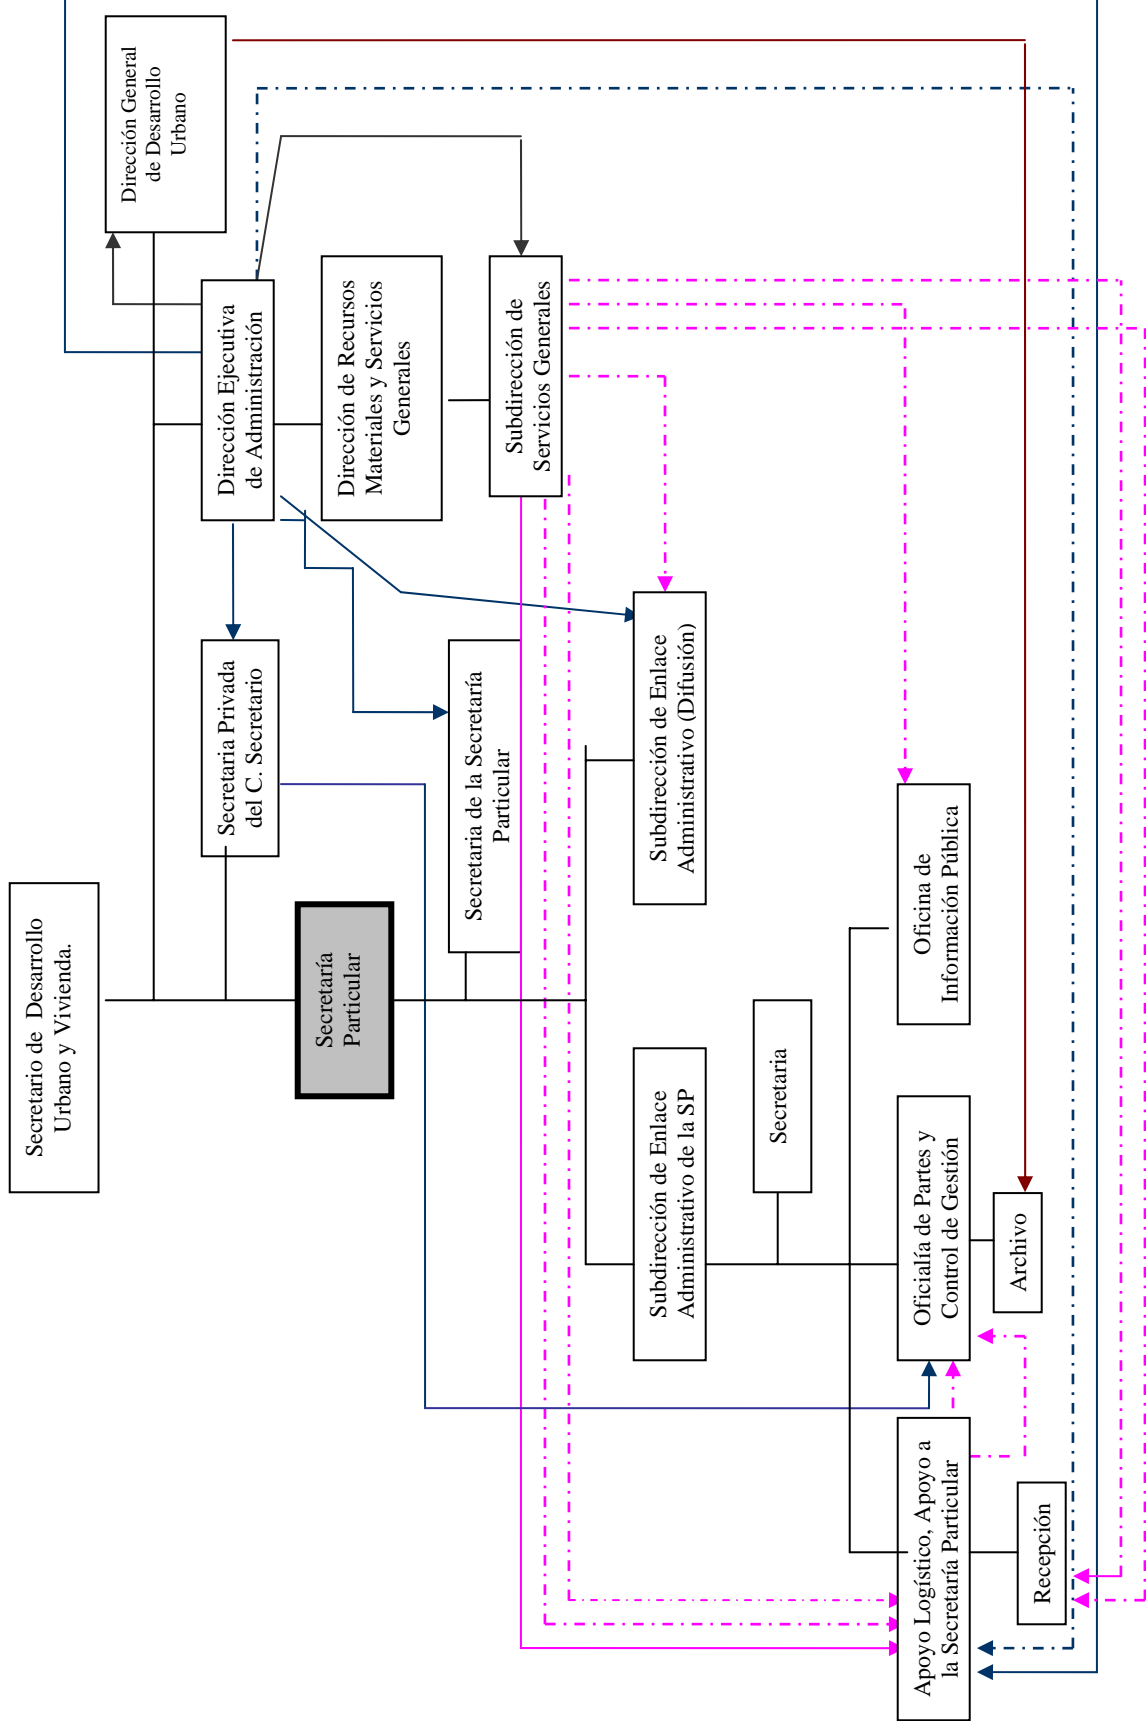 Secretario de Desarrollo
Urbano y Vivienda.
Dirección General
de Desarrollo
Urbano
Dirección Ejecutiva
de Administración
Secretaria Privada
del C. Secretario
Secretaría
Particular
Dirección de Recursos
Materiales y Servicios
Generales
Secretaria de la Secretaría
Particular
Subdirección de
Servicios Generales
Subdirección de Enlace
Administrativo de la SP
Subdirección de Enlace
Administrativo (Difusión)
Secretaria
Apoyo Logístico, Apoyo a
la Secretaría Particular
Oficialía de Partes y
Control de Gestión
Oficina de
Información Pública
Recepción
Archivo